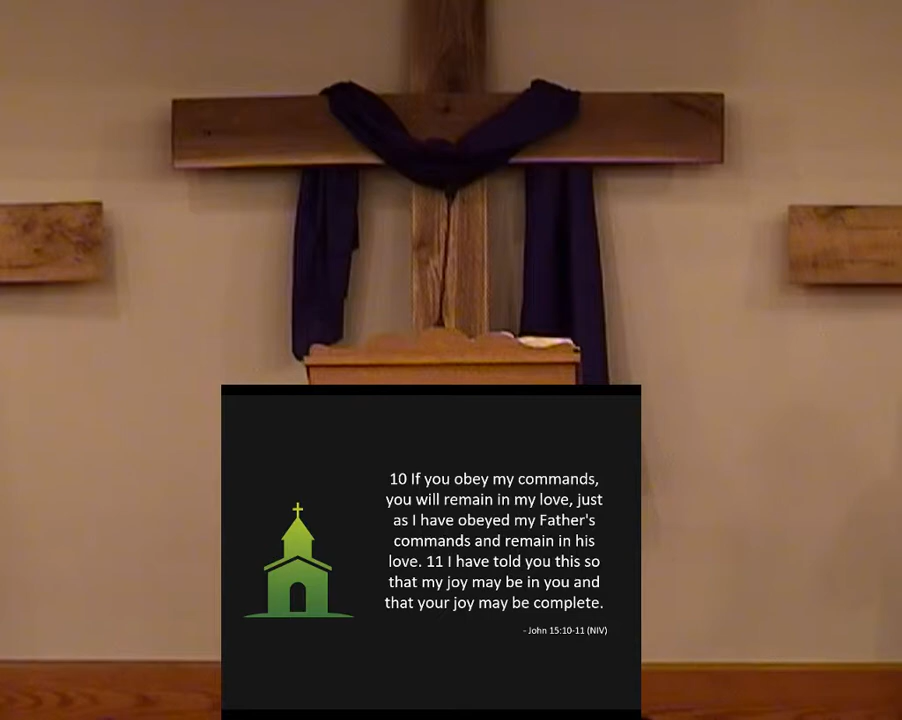 10 If you obey my commands,
you will remain in my love, just
as I have obeyed my Father's
commands and remain in his
love. 11 I have told you this so
that my joy may be in you and
that your joy may be complete.
- John 15:10-11 (NIV)